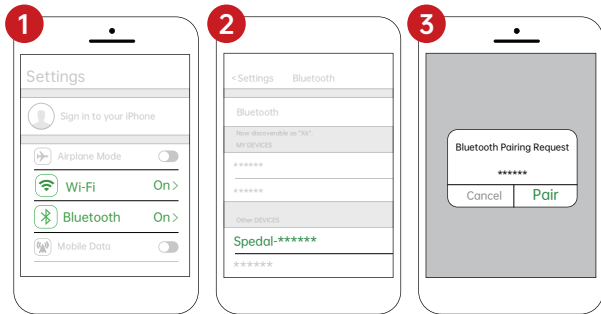 1
Settings
Sign in to your iPhone
Airplane Mode
Wi-Fi On >
Bluetooth On >
Mobile Data
2
< Settings Bluetooth
Bluetooth
Now discoverable as "XX".
MY DEVICES
******
******
Other DEVICES
Spedal-******
******
3
Bluetooth Pairing Request
******
Cancel Pair